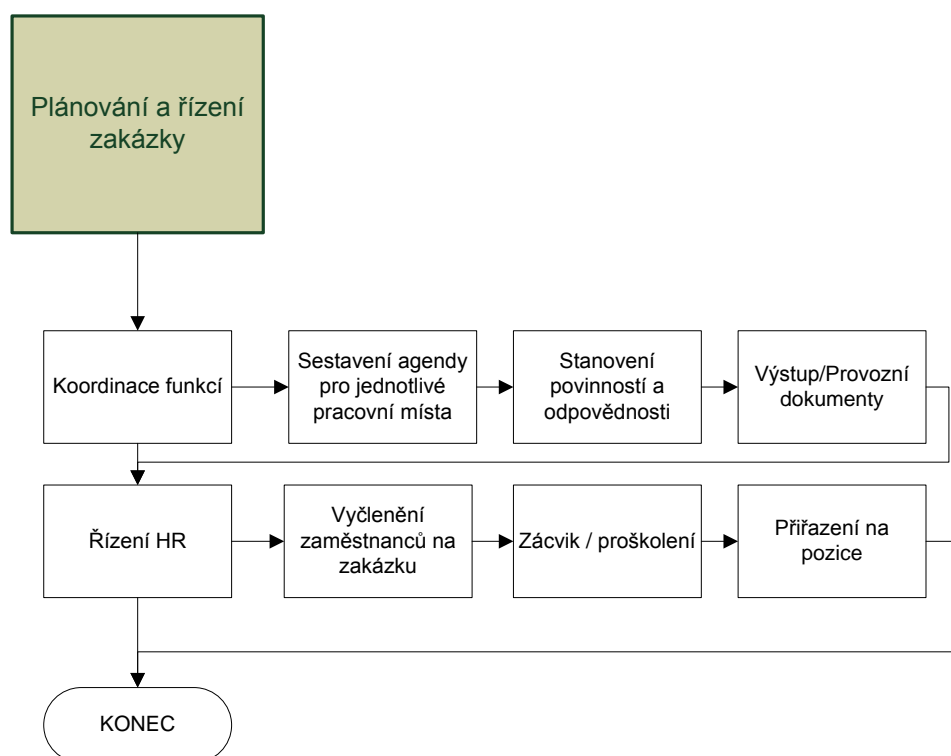 Plánování a řízení
zakázky
Koordinace funkcí
Sestavení agendy
pro jednotlivé
pracovní místa
Stanovení
povinností a
odpovědnosti
Výstup/Provozní
dokumenty
Řízení HR
Vyčlenění
zaměstnanců na
zakázku
Zácvik / proškolení
Přiřazení na
pozice
KONEC